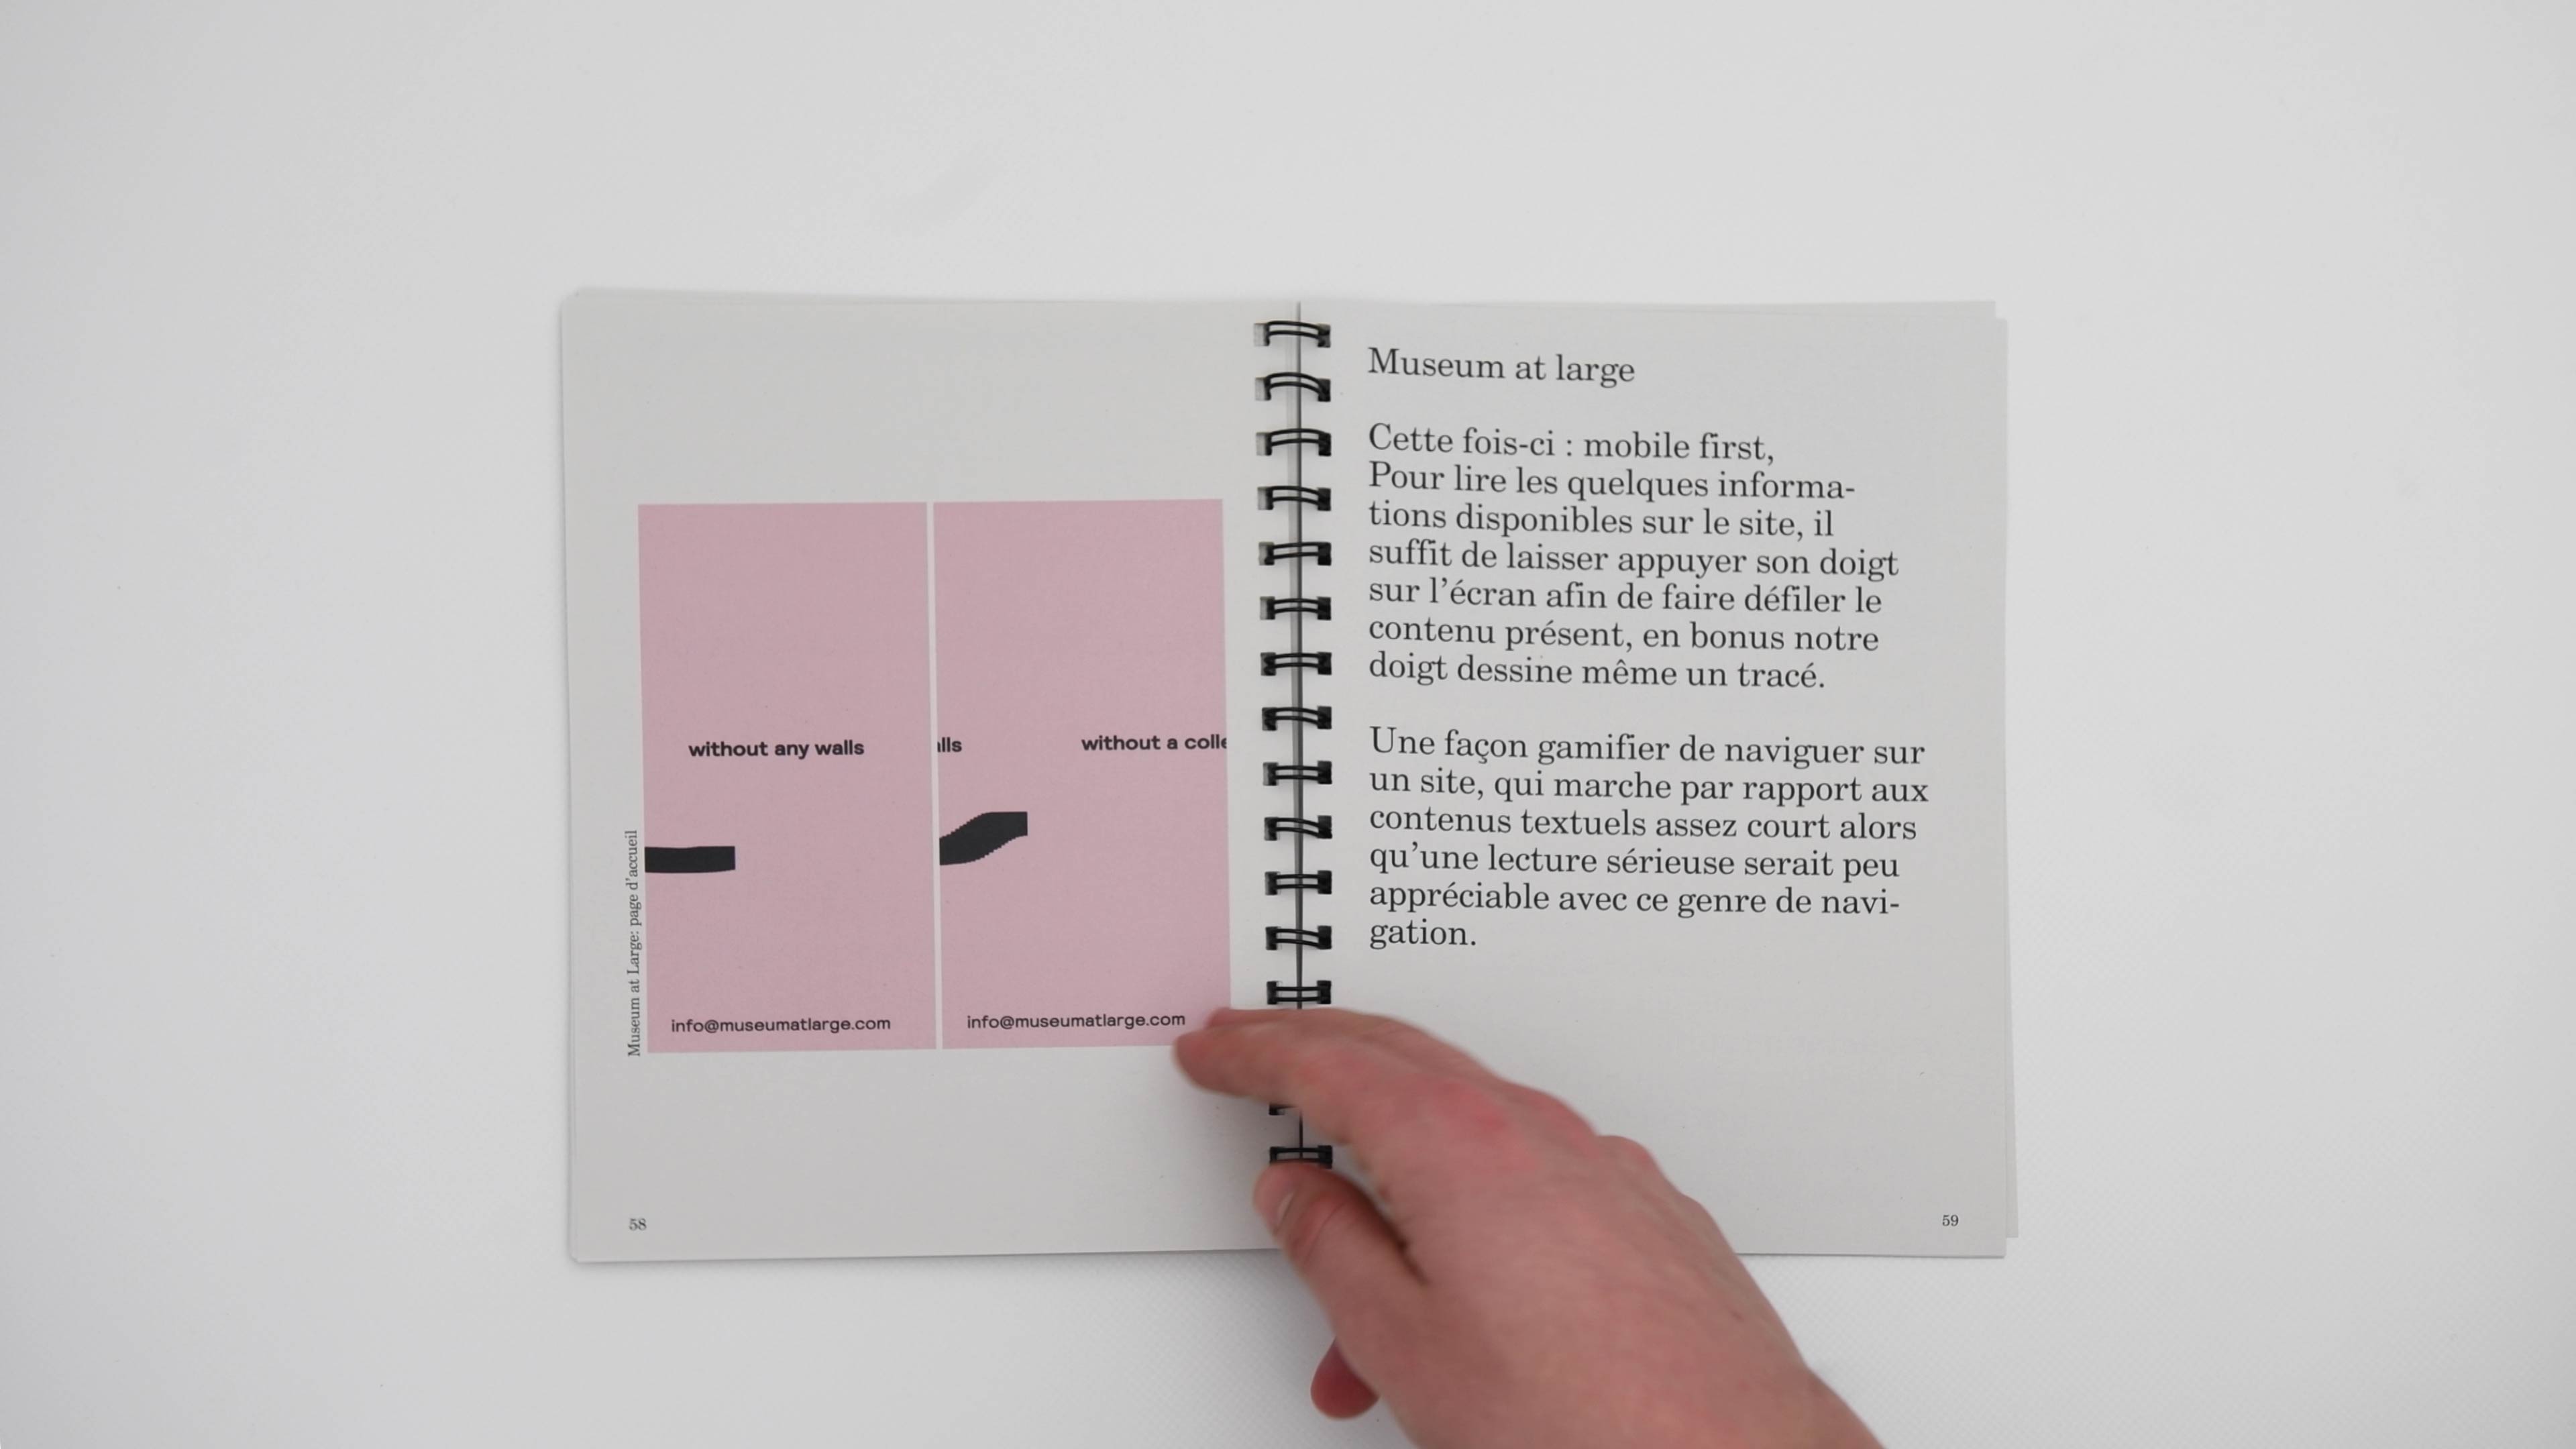 Museum at Large: page d'accueil
without any walls
info@museumatlarge.com
without a
info@museumatlarge.com
58
Museum at large
Cette fois-ci : mobile first,
Pour lire les quelques informa-
tions disponibles sur le site, il
suffit de laisser appuyer son doigt
sur l’écran afin de faire défiler le
contenu présent, en bonus notre
doigt dessine même un tracé.
Une façon gamifier de naviguer sur
un site, qui marche par rapport aux
contenus textuels assez court alors
qu’une lecture sérieuse serait peu
appréciable avec ce genre de navi-
gation.
59